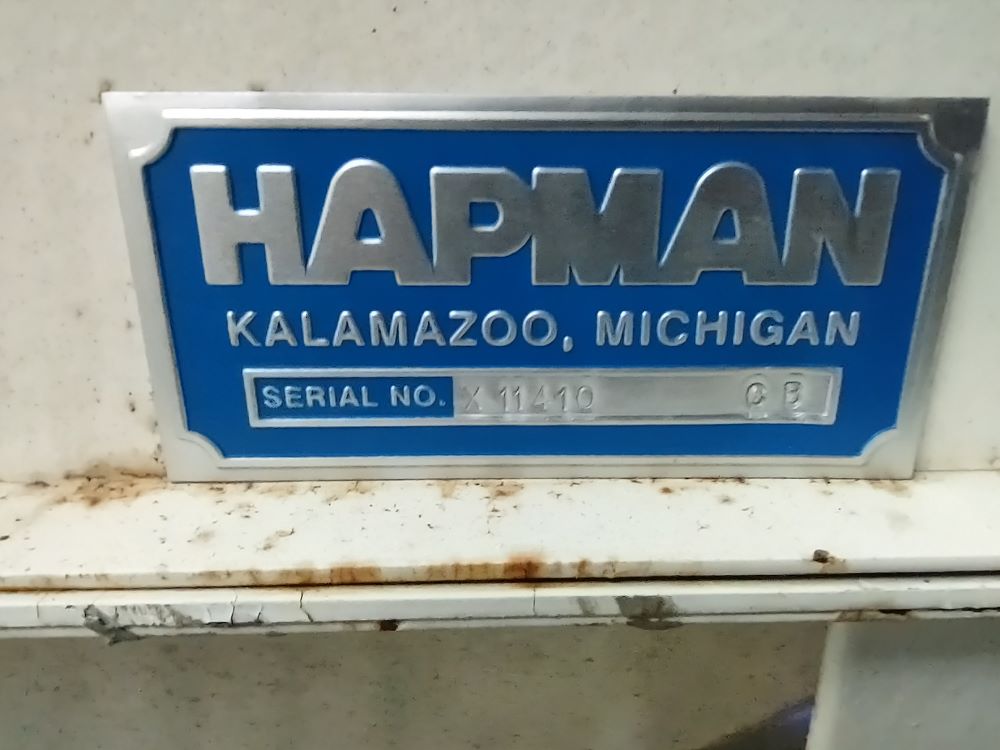 HAPMAN
KALAMAZOO, MICHIGAN
SERIAL NO. X 11410